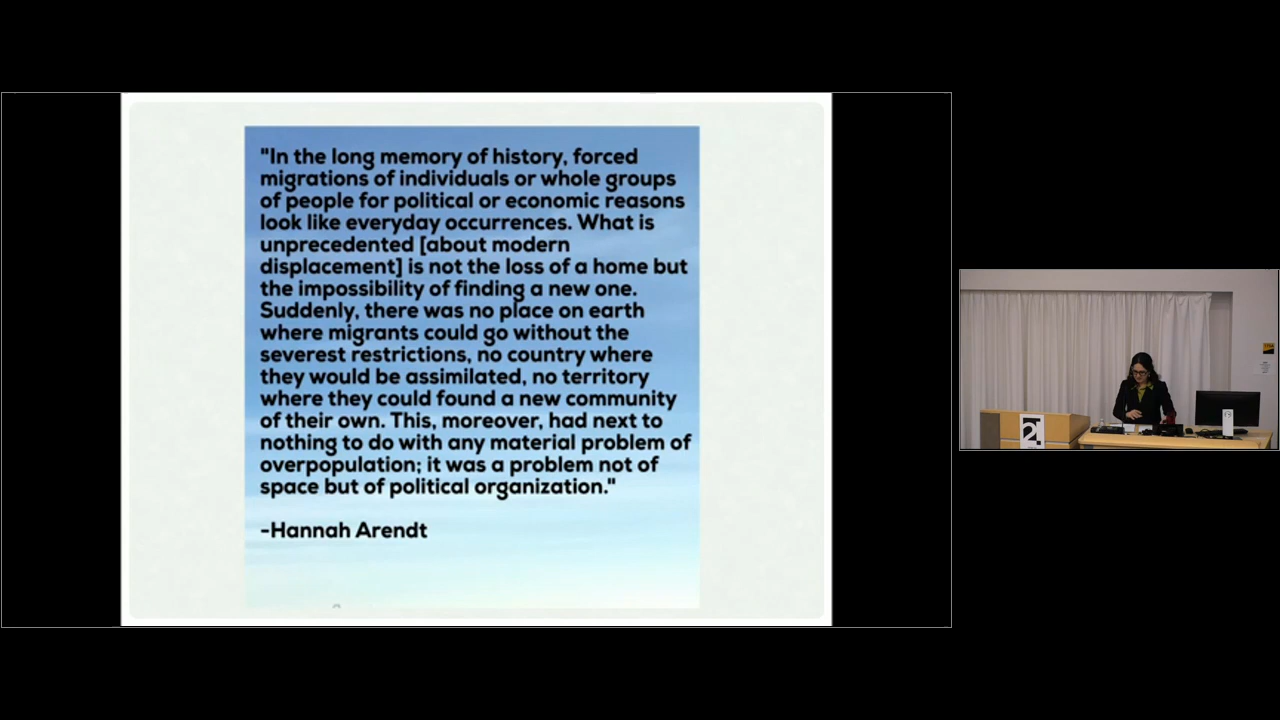 "In the long memory of history, forced
migrations of individuals or whole groups
of people for political or economic reasons
look like everyday occurrences. What is
unprecedented [about modern
displacement] is not the loss of a home but
the impossibility of finding a new one.
Suddenly, there was no place on earth
where migrants could go without the
severest restrictions, no country where
they would be assimilated, no territory
where they could found a new community
of their own. This, moreover, had next to
nothing to do with any material problem of
overpopulation; it was a problem not of
space but of political organization."
-Hannah Arendt
2